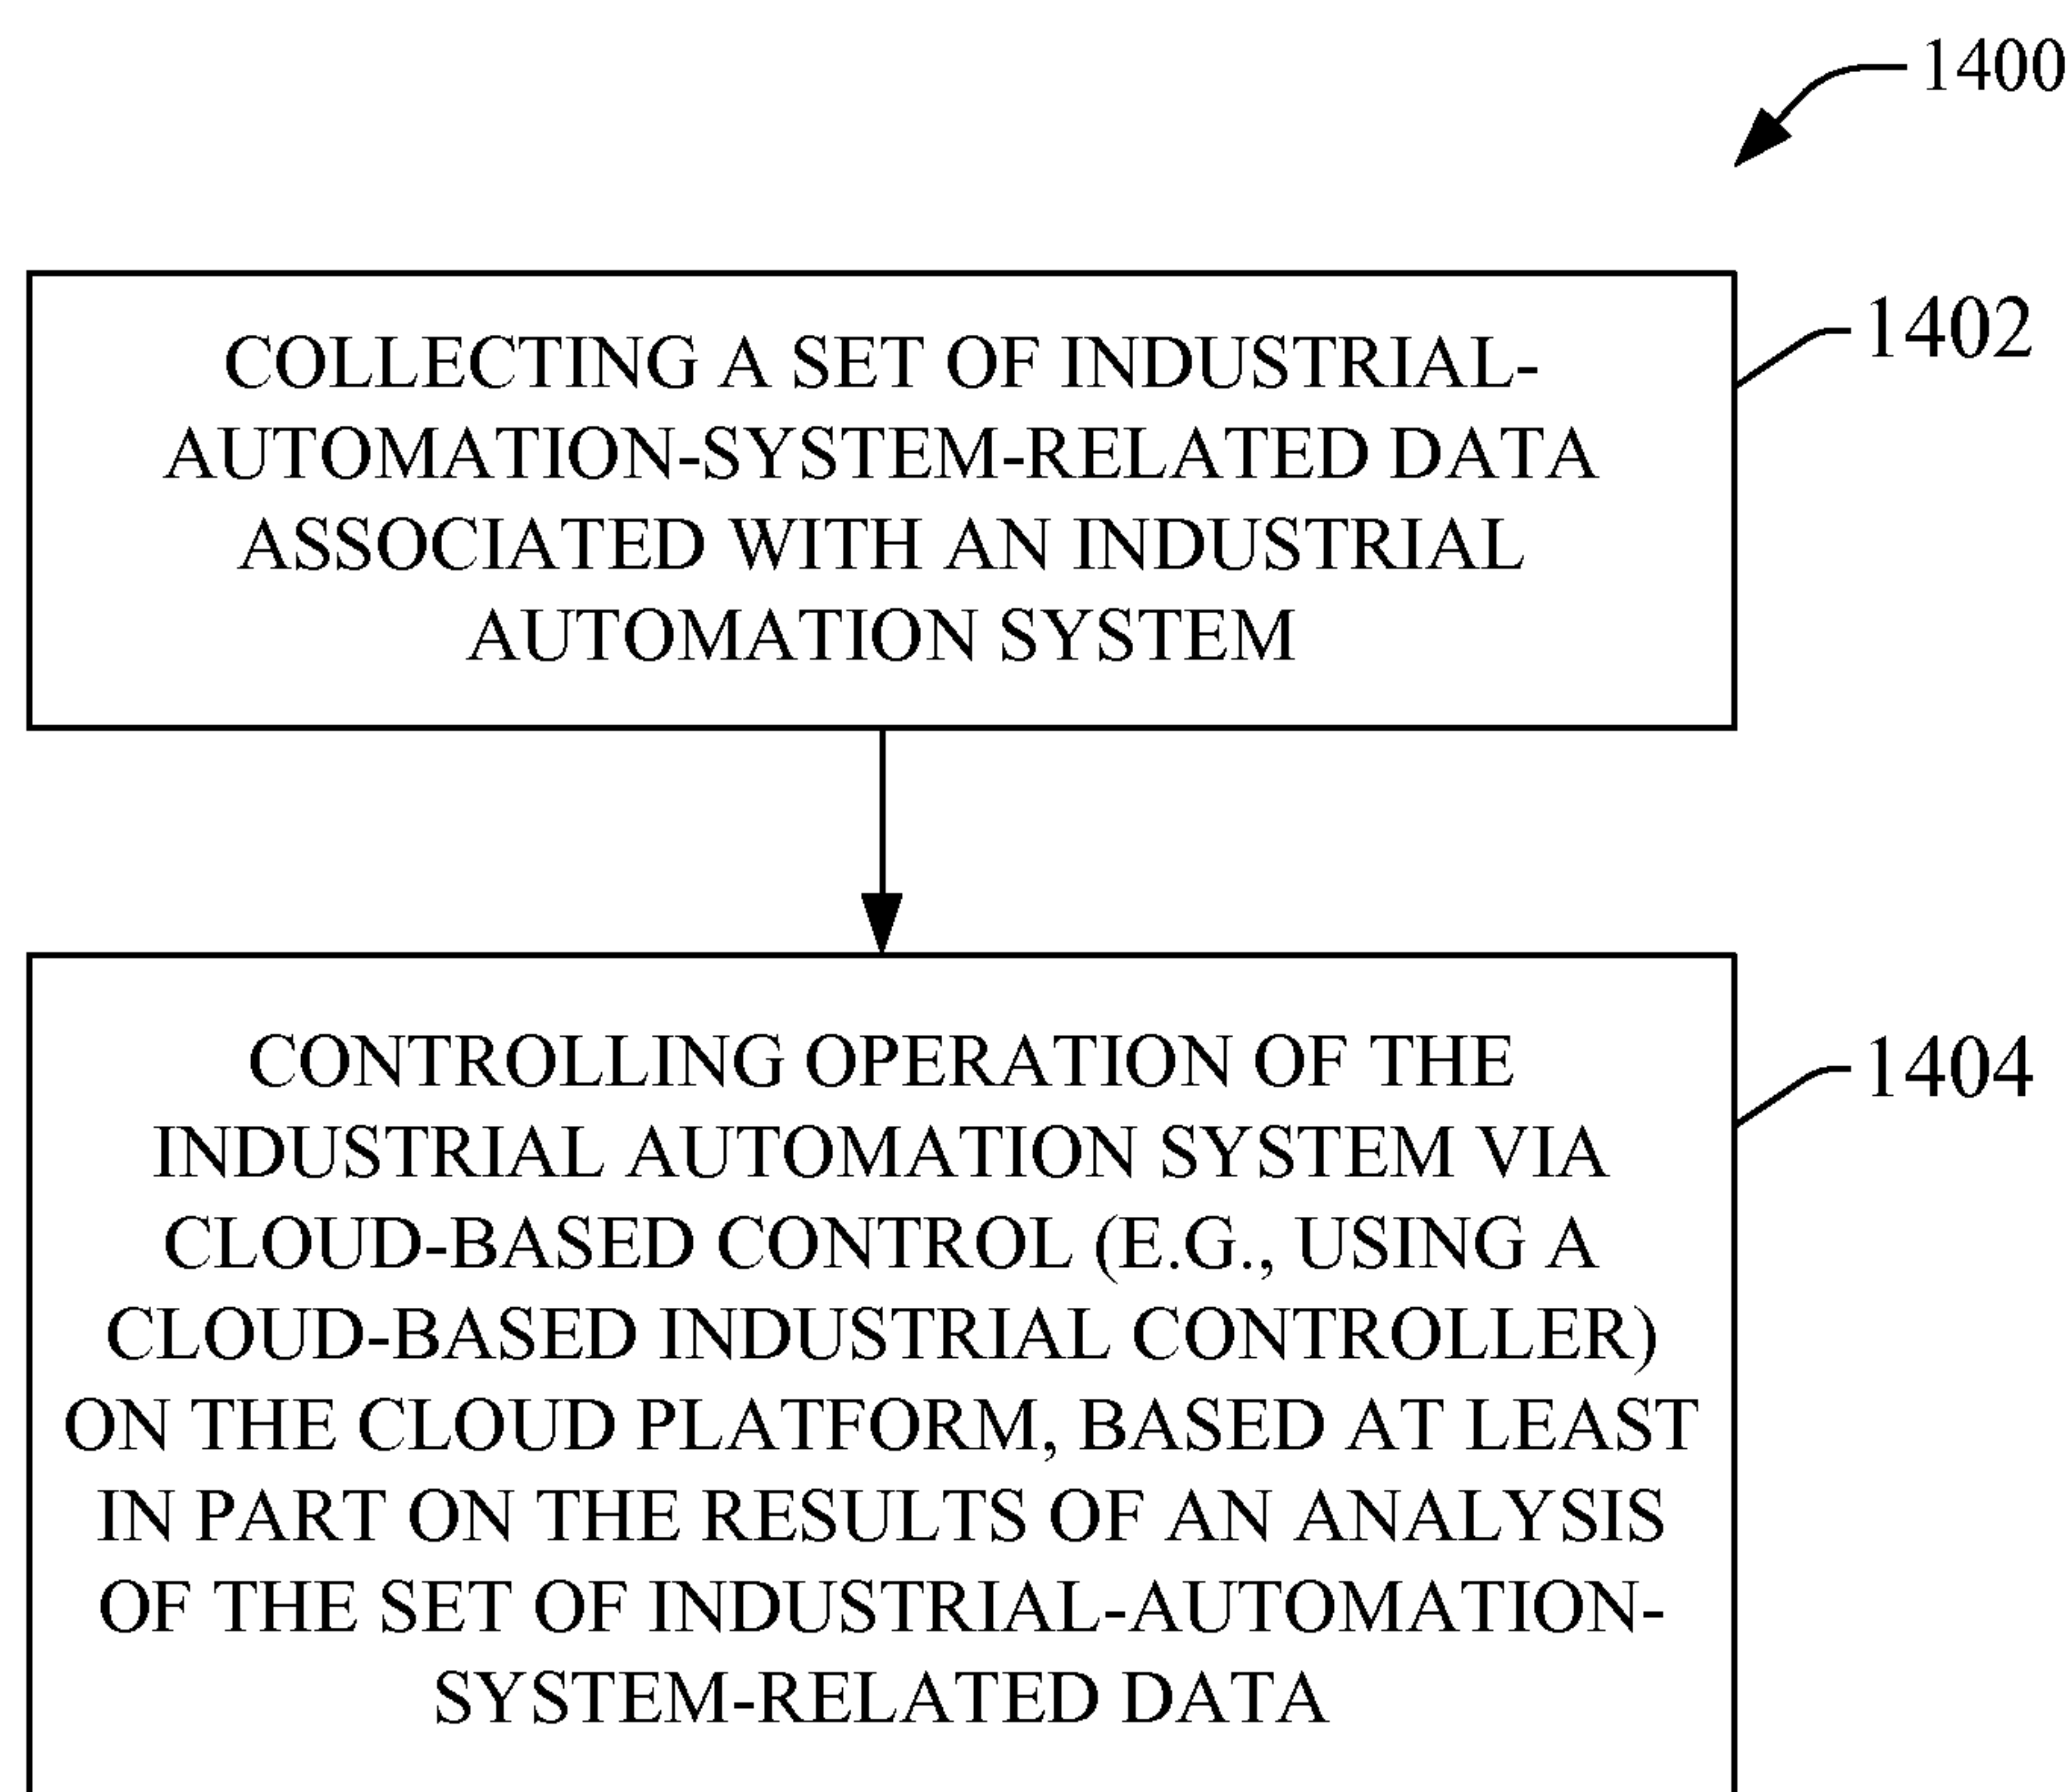 1400
COLLECTING A SET OF INDUSTRIAL-
AUTOMATION-SYSTEM-RELATED DATA
ASSOCIATED WITH AN INDUSTRIAL
AUTOMATION SYSTEM
1402
CONTROLLING OPERATION OF THE
INDUSTRIAL AUTOMATION SYSTEM VIA
CLOUD-BASED CONTROL (E.G., USING A
CLOUD-BASED INDUSTRIAL CONTROLLER)
ON THE CLOUD PLATFORM, BASED AT LEAST
IN PART ON THE RESULTS OF AN ANALYSIS
OF THE SET OF INDUSTRIAL-AUTOMATION-
SYSTEM-RELATED DATA
1404